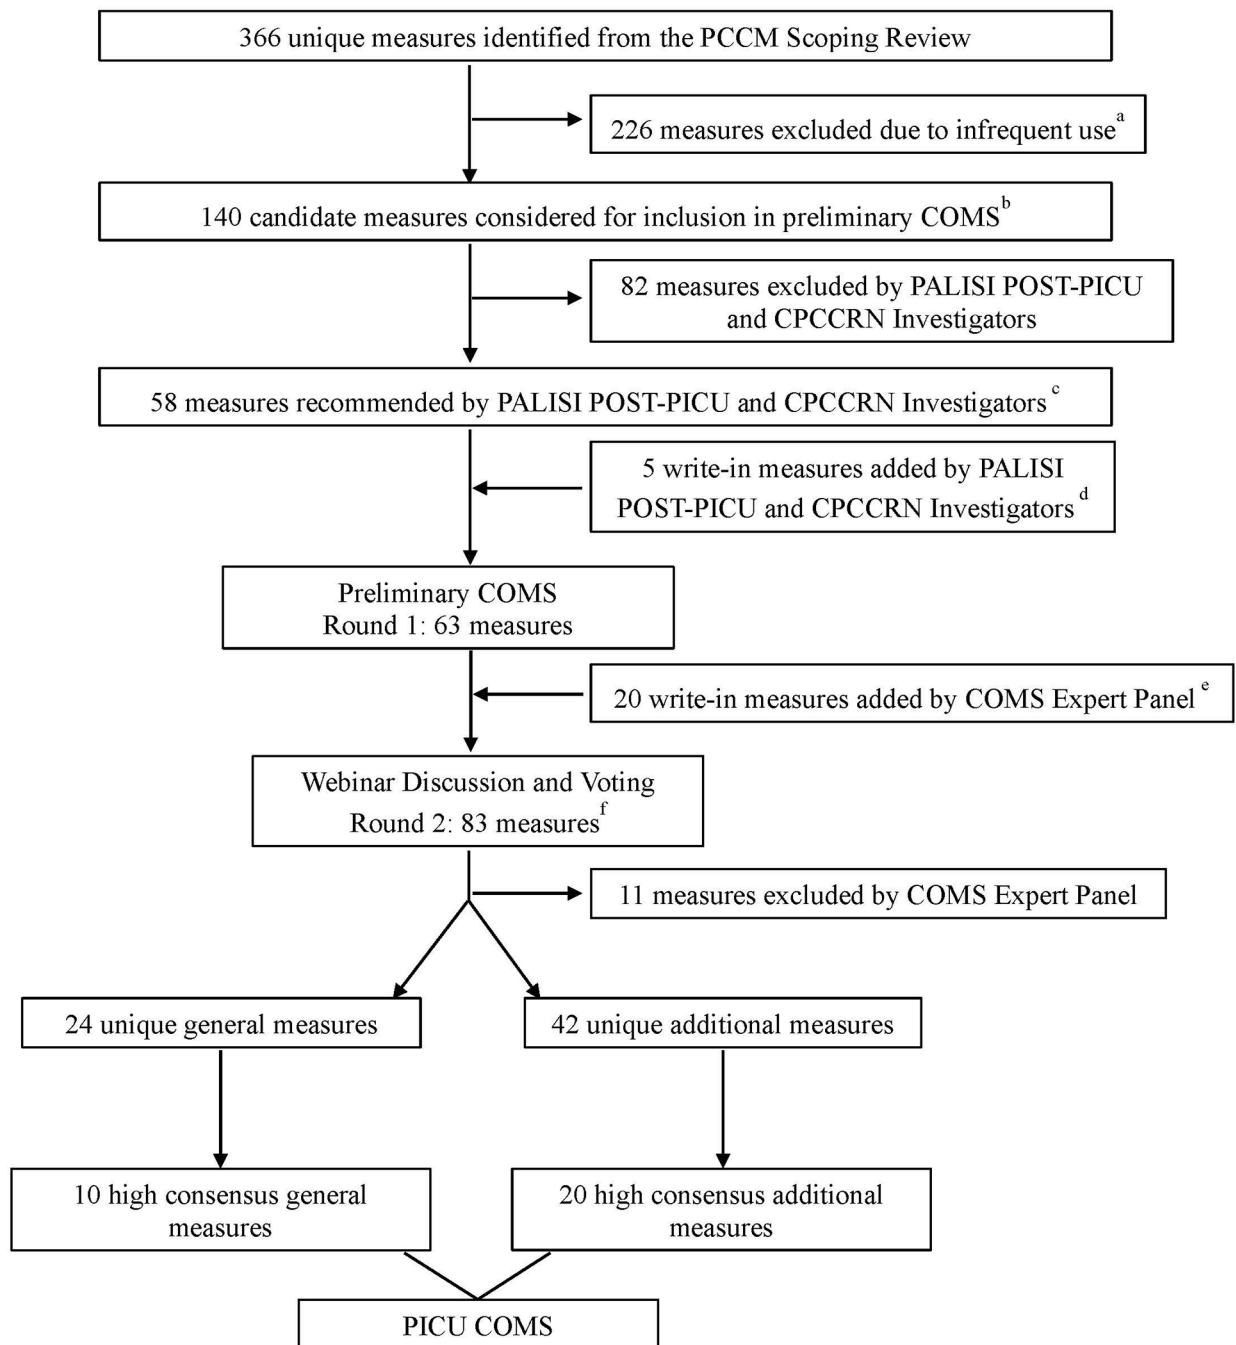 366 unique measures identified from the PCCM Scoping Review
226 measures excluded due to infrequent use^a
140 candidate measures considered for inclusion in preliminary COMS^b
82 measures excluded by PALISI POST-PICU
and CPCCRN Investigators
58 measures recommended by PALISI POST-PICU and CPCCRN Investigators^c
5 write-in measures added by PALISI
POST-PICU and CPCCRN Investigators^d
Preliminary COMS
Round 1: 63 measures
20 write-in measures added by COMS Expert Panel^e
Webinar Discussion and Voting
Round 2: 83 measures^f
11 measures excluded by COMS Expert Panel
24 unique general measures
42 unique additional measures
10 high consensus general
measures
20 high consensus additional
measures
PICU COMS